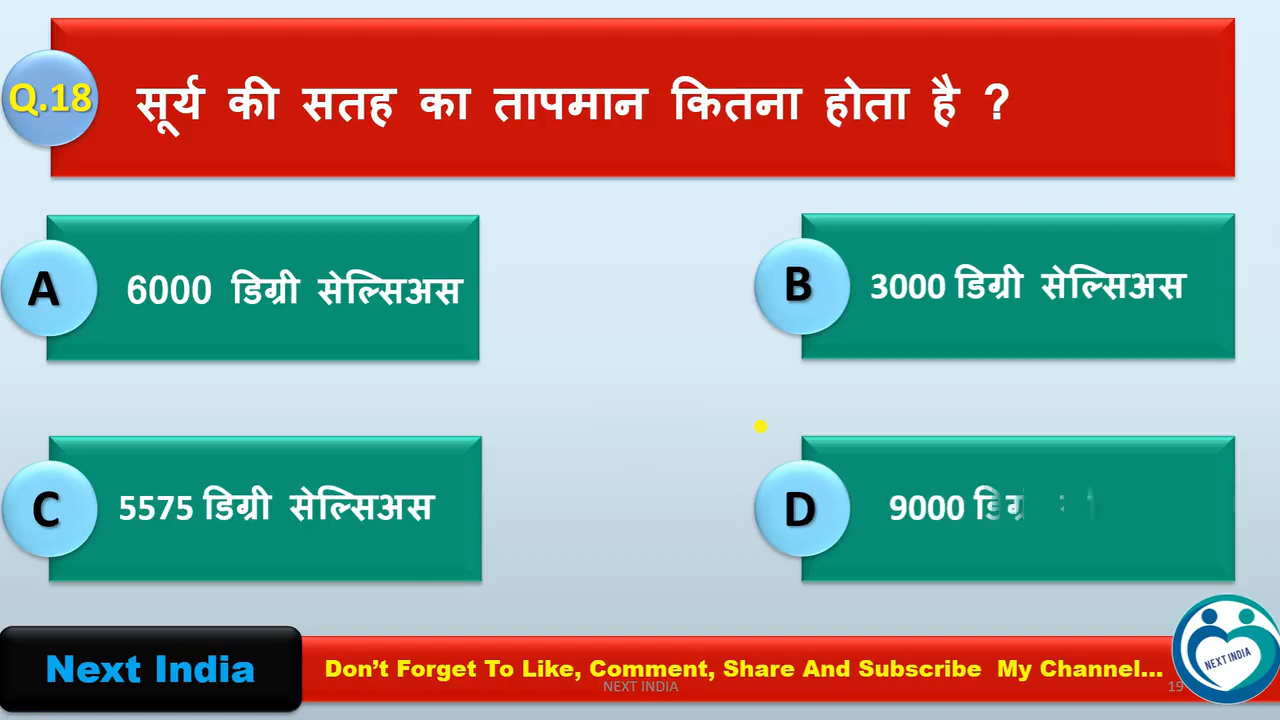 Q.18
सूर्य की सतह का तापमान कितना होता है ?
A
6000 डिग्री सेल्सिअस
B
3000 डिग्री सेल्सिअस
C
5575 डिग्री सेल्सिअस
D
9000
Next India
Don’t Forget To Like, Comment, Share And Subscribe My Channel...
NEXT INDIA
19
NEXT INDIA